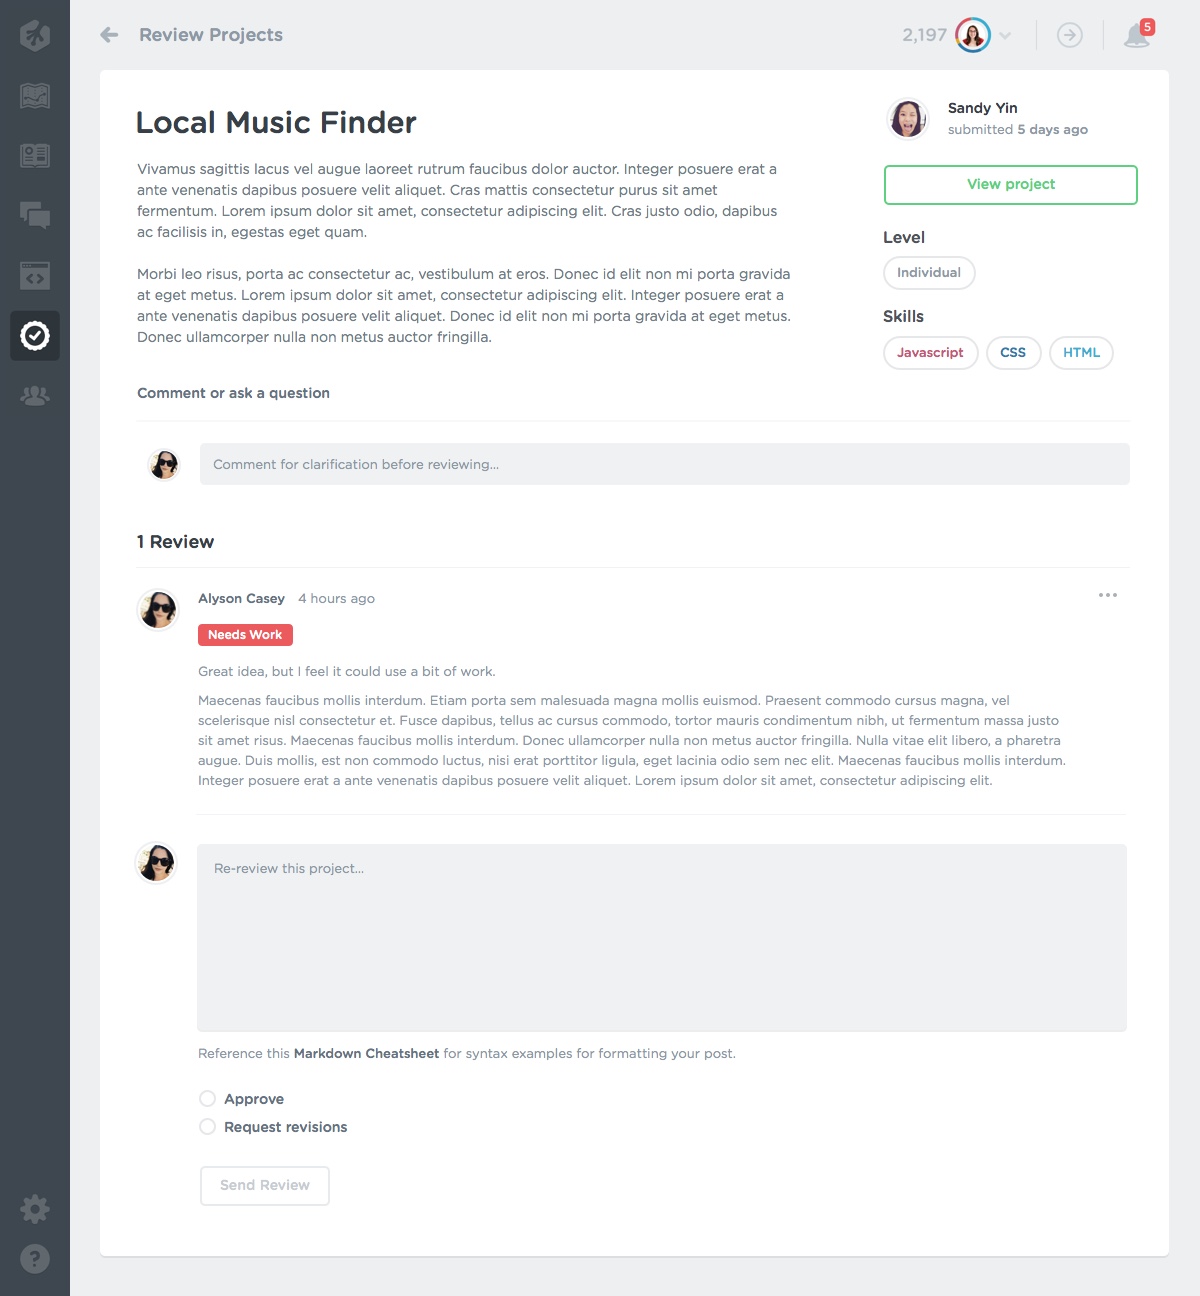 Review Projects
2,197
5
Local Music Finder
Vivamus sagittis lacus vel augue laoreet rutrum faucibus dolor auctor. Integer posuere erat a
ante venenatis dapibus posuere velit aliquet. Cras mattis consectetur purus sit amet
fermentum. Lorem ipsum dolor sit amet, consectetur adipiscing elit. Cras justo odio, dapibus
ac facilisis in, egestas eget quam.
Morbi leo risus, porta ac consectetur ac, vestibulum at eros. Donec id elit non mi porta gravida
at eget metus. Lorem ipsum dolor sit amet, consectetur adipiscing elit. Integer posuere erat a
ante venenatis dapibus posuere velit aliquet. Donec id elit non mi porta gravida at eget metus.
Donec ullamcorper nulla non metus auctor fringilla.
Sandy Yin
submitted 5 days ago
View project
Level
Individual
Skills
Javascript
CSS
HTML
Comment or ask a question
Comment for clarification before reviewing...
1 Review
Alyson Casey 4 hours ago
Needs Work
Great idea, but I feel it could use a bit of work.
Maecenas faucibus mollis interdum. Etiam porta sem malesuada magna mollis euismod. Praesent commodo cursus magna, vel
scelerisque nisl consectetur et. Fusce dapibus, tellus ac cursus commodo, tortor mauris condimentum nibh, ut fermentum massa justo
sit amet risus. Maecenas faucibus mollis interdum. Donec ullamcorper nulla non metus auctor fringilla. Nulla vitae elit libero, a pharetra
augue. Duis mollis, est non commodo luctus, nisi erat porttitor ligula, eget lacinia odio sem nec elit. Maecenas faucibus mollis interdum.
Integer posuere erat a ante venenatis dapibus posuere velit aliquet. Lorem ipsum dolor sit amet, consectetur adipiscing elit.
Re-review this project...
Reference this Markdown Cheatsheet for syntax examples for formatting your post.
Approve
Request revisions
Send Review
?